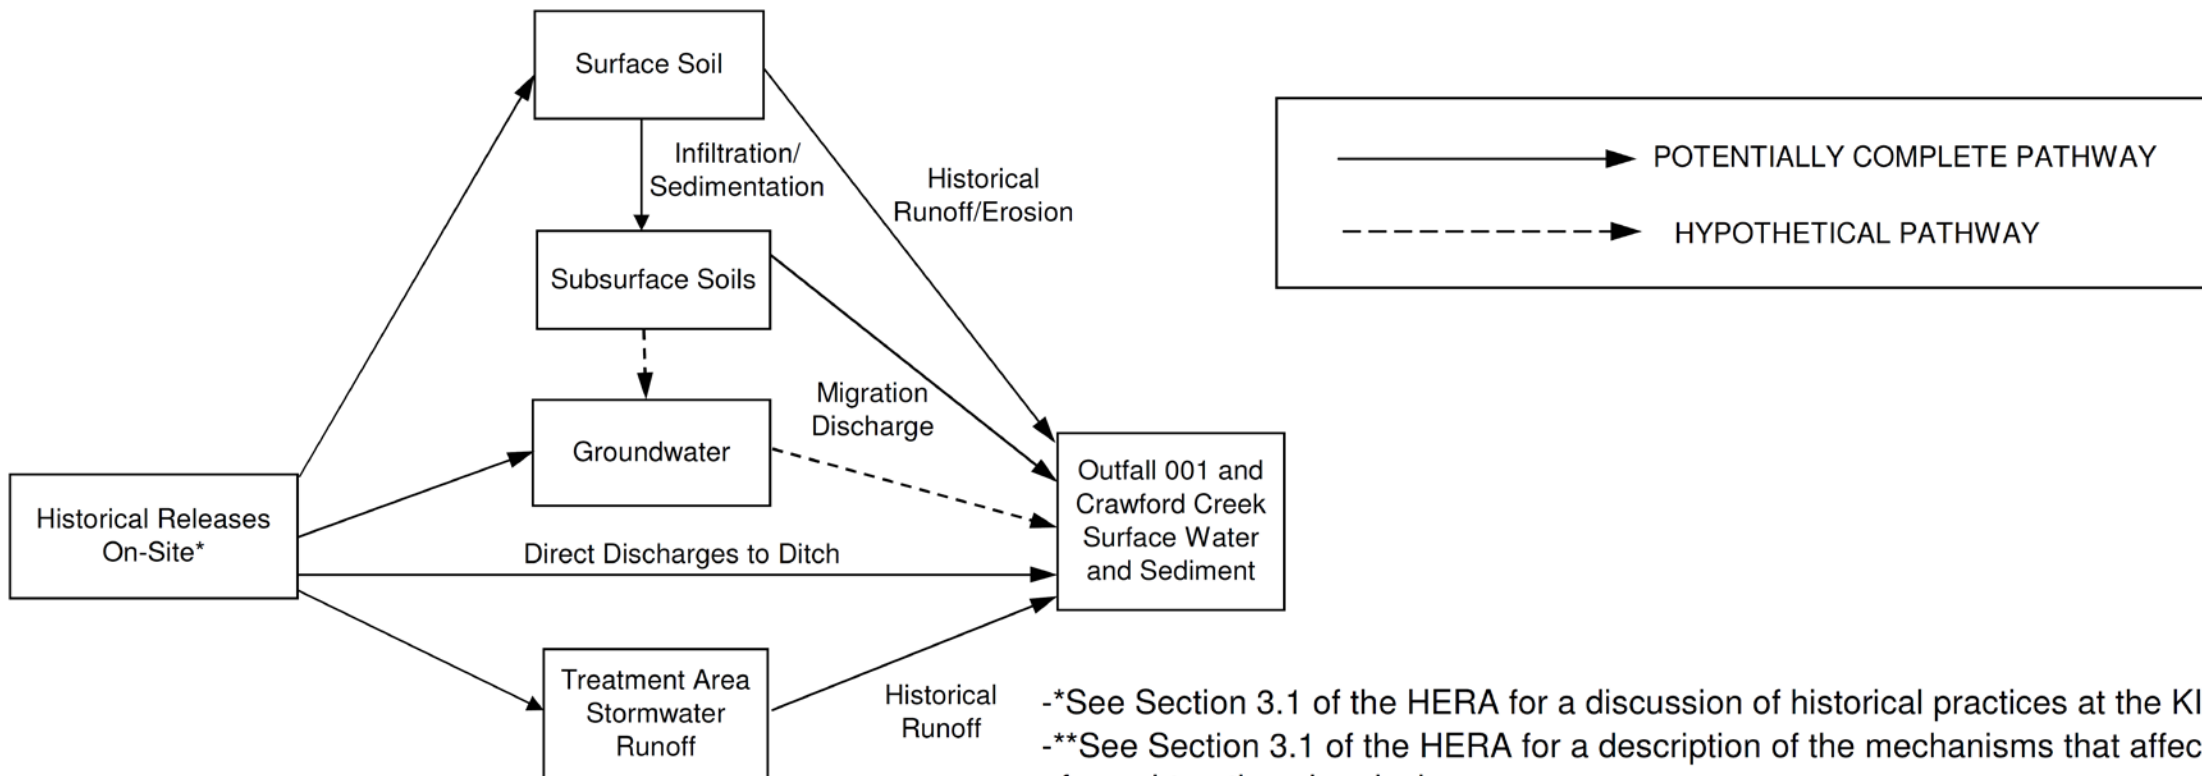 Surface Soil
Infiltration/
Sedimentation
Historical
Runoff/Erosion
POTENTIALLY COMPLETE PATHWAY
HYPOTHETICAL PATHWAY
Subsurface Soils
Migration
Discharge
Groundwater
Historical Releases
On-Site*
Outfall 001 and
Crawford Creek
Surface Water
and Sediment
Direct Discharges to Ditch
Treatment Area
Stormwater
Runoff
Historical
Runoff
-*See Section 3.1 of the HERA for a discussion of historical practices at the KI
-**See Section 3.1 of the HERA for a description of the mechanisms that affec